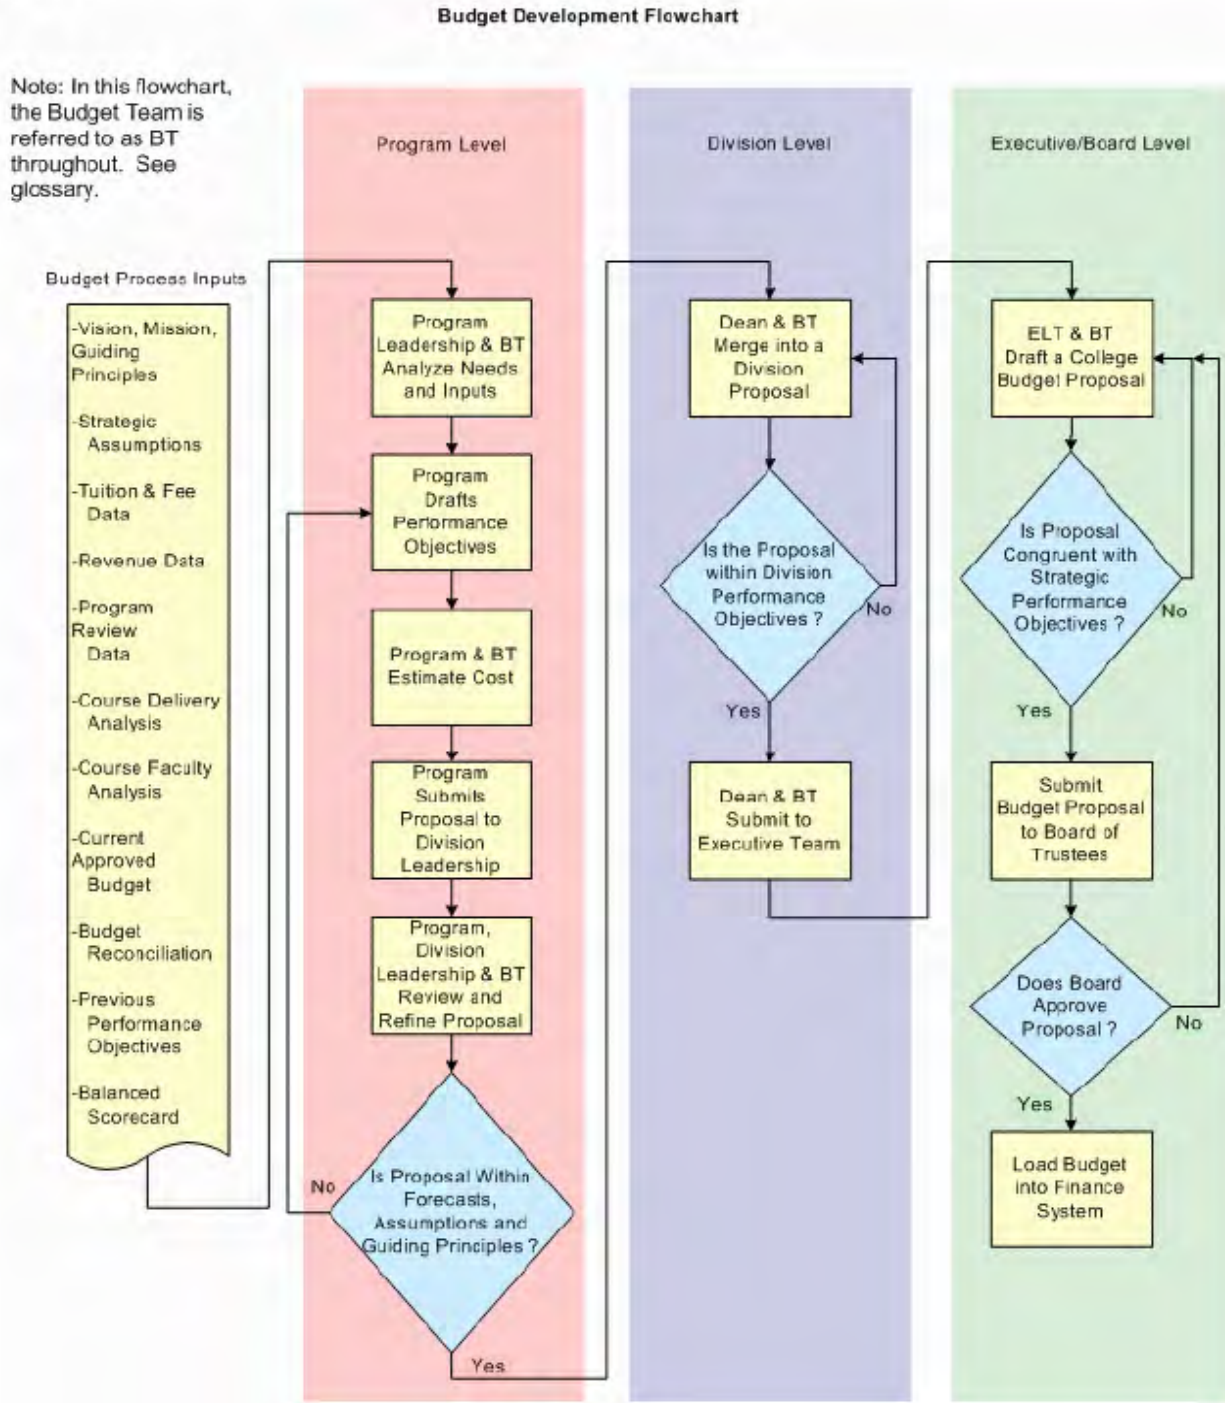 Budget Development Flowchart
Note: In this flowchart,
the Budget Team is
referred to as BT
throughout. See
glossary.
Budget Process Inputs
-Vision, Mission,
Guiding
Principles
-Strategic
Assumptions
-Tuition & Fee
Data
-Revenue Data
-Program
Review
Data
-Course Delivery
Analysis
-Course Faculty
Analysis
-Current
Approved
Budget
-Budget
Reconciliation
-Previous
Performance
Objectives
-Balanced
Scorecard
Program Level
Program
Leadership & BT
Analyze Needs
and Inputs
Program
Drafts
Performance
Objectives
Program & BT
Estimate Cost
Program
Submits
Proposal to
Division
Leadership
Program,
Division
Leadership & BT
Review and
Refine Proposal
No
Is Proposal Within
Forecasts,
Assumptions and
Guiding Principles ?
Yes
Division Level
Dean & BT
Merge into a
Division
Proposal
Is the Proposal
within Division
Performance
Objectives ?
No
Yes
Dean & BT
Submit to
Executive Team
Executive/Board Level
ELT & BT
Draft a College
Budget Proposal
Is Proposal
Congruent with
Strategic
Performance
Objectives ?
No
Yes
Submit
Budget Proposal
to Board of
Trustees
Does Board
Approve
Proposal ?
No
Yes
Load Budget
into Finance
System